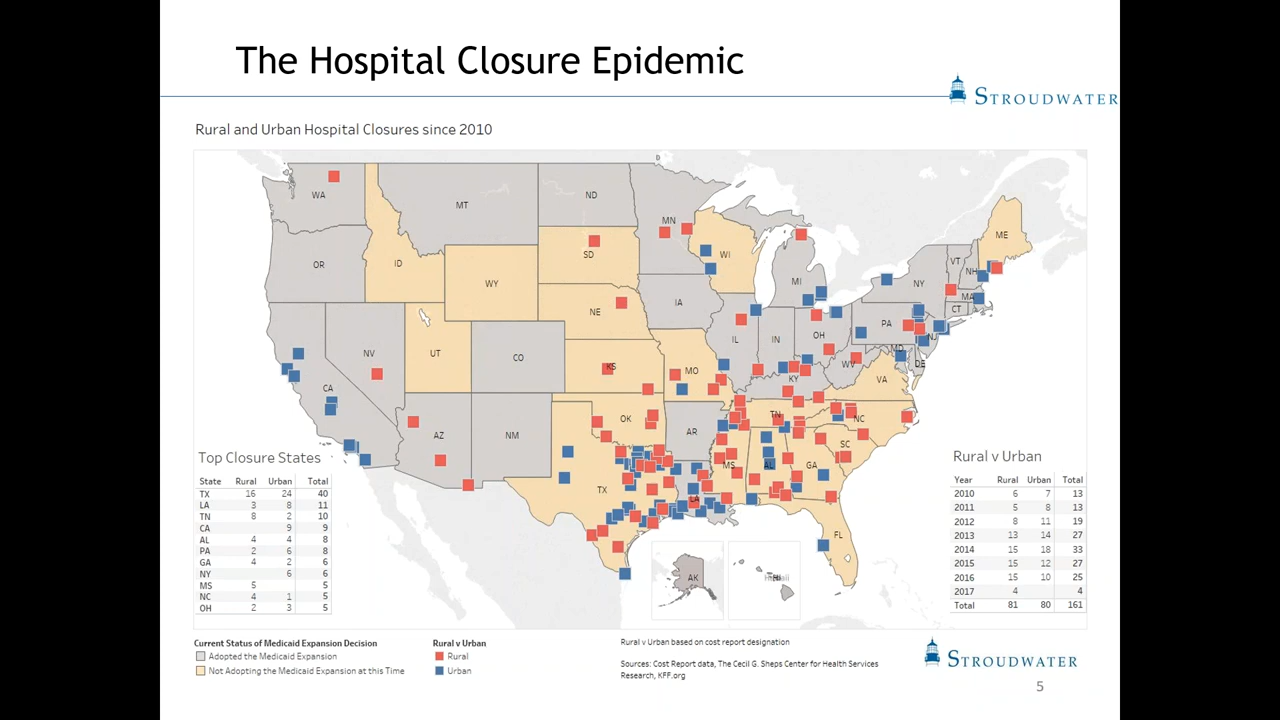 The Hospital Closure Epidemic
STROUDWATER
Rural and Urban Hospital Closures since 2010
WA
MT
ND
MN
ME
OR
ID
SD
WI
VT
NH
WY
MI
NY
MA
CT
IA
NE
PA
NJ
NV
UT
CO
IL
IN
OH
MD
DE
WV
KS
MO
KY
VA
CA
OK
TN
NC
AZ
NM
AR
SC
MS
AL
GA
TX
LA
FL
AK
HI
Top Closure States
State Rural Urban Total
TX 16 24 40
LA 3 8 11
TN 8 2 10
CA 9 9
AL 4 4 8
PA 2 6 8
GA 4 2 6
NY 6 6
MS 5 5
NC 4 1 5
OH 2 3 5
Rural v Urban
Year Rural Urban Total
2010 6 7 13
2011 5 8 13
2012 8 11 19
2013 13 14 27
2014 15 18 33
2015 15 12 27
2016 15 10 25
2017 4 4
Total 81 80 161
Current Status of Medicaid Expansion Decision
Adopted the Medicaid Expansion
Not Adopting the Medicaid Expansion at this Time
Rural v Urban
Rural
Urban
Rural v Urban based on cost report designation
Sources: Cost Report data, The Cecil G. Sheps Center for Health Services
Research, KFF.org
STROUDWATER
5